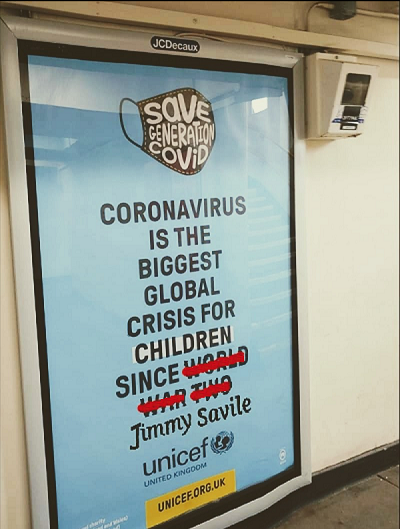 JCDecaux
SAVE
GENERATION
COVID
CORONAVIRUS
IS THE
BIGGEST
GLOBAL
CRISIS FOR
CHILDREN
SINCE WORLD
WAR TWO
Jimmy Savile
unicef
UNITED KINGDOM
UNICEF.ORG.UK